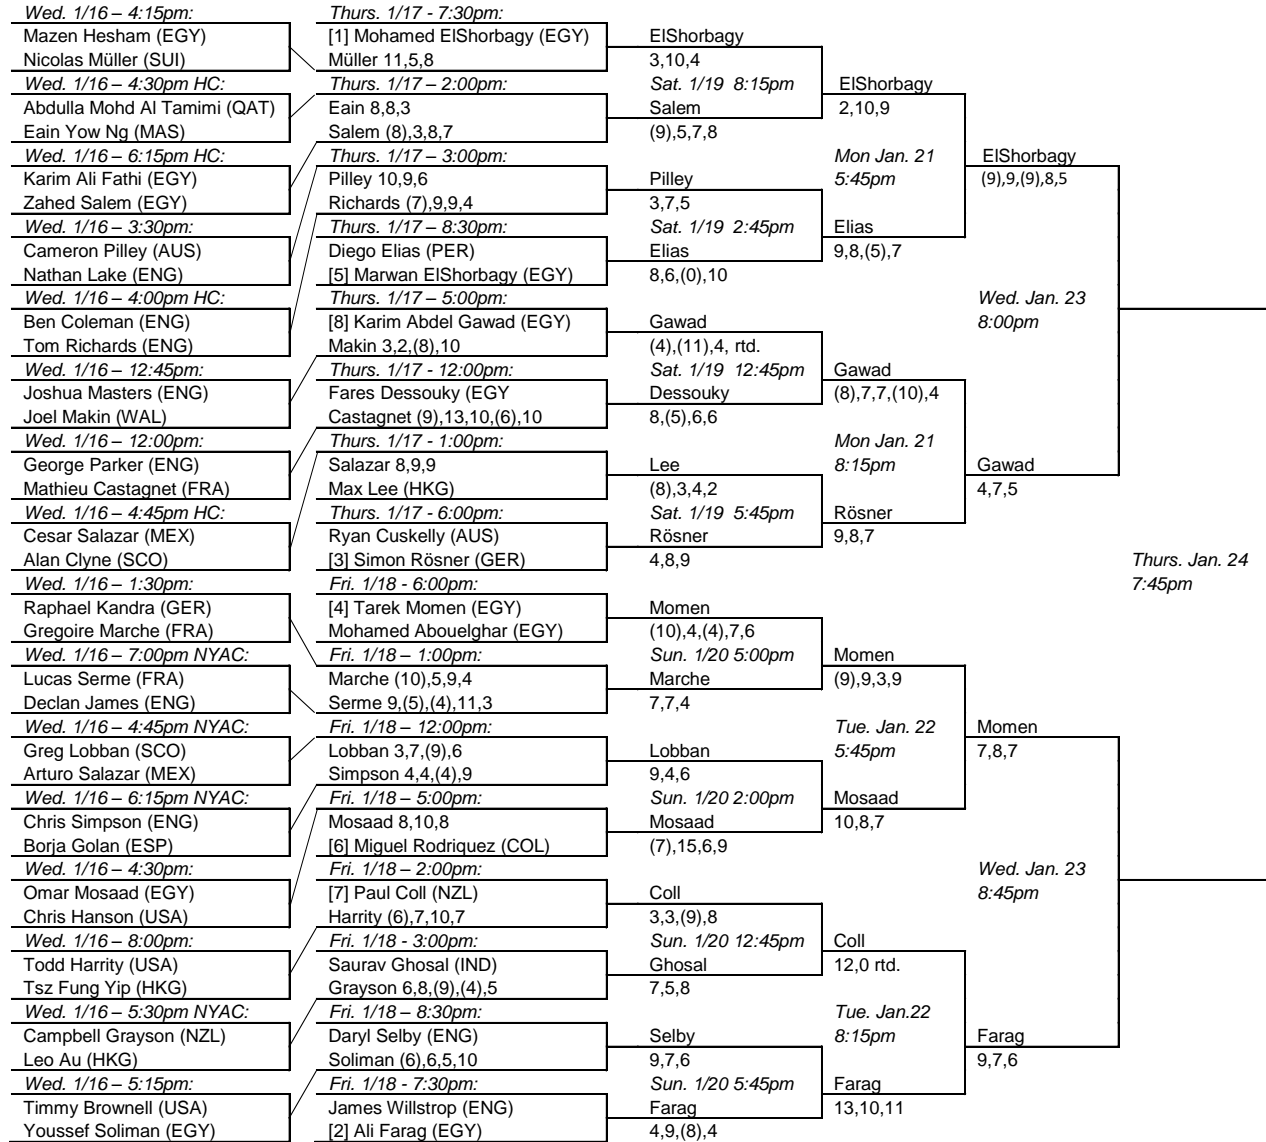 Wed. 1/16 – 4:15pm:
Mazen Hesham (EGY)
Nicolas Müller (SUI)
Wed. 1/16 – 4:30pm HC:
Abdulla Mohd Al Tamimi (QAT)
Eain Yow Ng (MAS)
Wed. 1/16 – 6:15pm HC:
Karim Ali Fathi (EGY)
Zahed Salem (EGY)
Wed. 1/16 – 3:30pm:
Cameron Pilley (AUS)
Nathan Lake (ENG)
Wed. 1/16 – 4:00pm HC:
Ben Coleman (ENG)
Tom Richards (ENG)
Wed. 1/16 – 12:45pm:
Joshua Masters (ENG)
Joel Makin (WAL)
Wed. 1/16 – 12:00pm:
George Parker (ENG)
Mathieu Castagnet (FRA)
Wed. 1/16 – 4:45pm HC:
Cesar Salazar (MEX)
Alan Clyne (SCO)
Wed. 1/16 – 1:30pm:
Raphael Kandra (GER)
Gregoire Marche (FRA)
Wed. 1/16 – 7:00pm NYAC:
Lucas Serme (FRA)
Declan James (ENG)
Wed. 1/16 – 4:45pm NYAC:
Greg Lobban (SCO)
Arturo Salazar (MEX)
Wed. 1/16 – 6:15pm NYAC:
Chris Simpson (ENG)
Borja Golan (ESP)
Wed. 1/16 – 4:30pm:
Omar Mosaad (EGY)
Chris Hanson (USA)
Wed. 1/16 – 8:00pm:
Todd Harrity (USA)
Tsz Fung Yip (HKG)
Wed. 1/16 – 5:30pm NYAC:
Campbell Grayson (NZL)
Leo Au (HKG)
Wed. 1/16 – 5:15pm:
Timmy Brownell (USA)
Youssef Soliman (EGY)
Thurs. 1/17 - 7:30pm:
[1] Mohamed ElShorbagy (EGY)
Müller 11,5,8
Thurs. 1/17 – 2:00pm:
Eain 8,8,3
Salem (8),3,8,7
Thurs. 1/17 – 3:00pm:
Pilley 10,9,6
Richards (7),9,9,4
Thurs. 1/17 – 8:30pm:
Diego Elias (PER)
[5] Marwan ElShorbagy (EGY)
Thurs. 1/17 – 5:00pm:
[8] Karim Abdel Gawad (EGY)
Makin 3,2,(8),10
Thurs. 1/17 - 12:00pm:
Fares Dessouky (EGY
Castagnet (9),13,10,(6),10
Thurs. 1/17 - 1:00pm:
Salazar 8,9,9
Max Lee (HKG)
Thurs. 1/17 - 6:00pm:
Ryan Cuskelly (AUS)
[3] Simon Rösner (GER)
Fri. 1/18 - 6:00pm:
[4] Tarek Momen (EGY)
Mohamed Abouelghar (EGY)
Fri. 1/18 – 1:00pm:
Marche (10),5,9,4
Serme 9,(5),(4),11,3
Fri. 1/18 – 12:00pm:
Lobban 3,7,(9),6
Simpson 4,4,(4),9
Fri. 1/18 – 5:00pm:
Mosaad 8,10,8
[6] Miguel Rodriquez (COL)
Fri. 1/18 – 2:00pm:
[7] Paul Coll (NZL)
Harrity (6),7,10,7
Fri. 1/18 - 3:00pm:
Saurav Ghosal (IND)
Grayson 6,8,(9),(4),5
Fri. 1/18 – 8:30pm:
Daryl Selby (ENG)
Soliman (6),6,5,10
Fri. 1/18 - 7:30pm:
James Willstrop (ENG)
[2] Ali Farag (EGY)
ElShorbagy
3,10,4
Sat. 1/19 8:15pm
Salem
(9),5,7,8
Pilley
3,7,5
Sat. 1/19 2:45pm
Elias
8,6,(0),10
Gawad
(4),(11),4, rtd.
Sat. 1/19 12:45pm
Dessouky
8,(5),6,6
Lee
(8),3,4,2
Sat. 1/19 5:45pm
Rösner
4,8,9
Momen
(10),4,(4),7,6
Sun. 1/20 5:00pm
Marche
7,7,4
Lobban
9,4,6
Sun. 1/20 2:00pm
Mosaad
(7),15,6,9
Coll
3,3,(9),8
Sun. 1/20 12:45pm
Ghosal
7,5,8
Selby
9,7,6
Sun. 1/20 5:45pm
Farag
4,9,(8),4
ElShorbagy
2,10,9
Mon Jan. 21
5:45pm
Elias
9,8,(5),7
Gawad
(8),7,7,(10),4
Mon Jan. 21
8:15pm
Rösner
9,8,7
Momen
(9),9,3,9
Tue. Jan. 22
5:45pm
Mosaad
10,8,7
Coll
12,0 rtd.
Tue. Jan.22
8:15pm
Farag
13,10,11
ElShorbagy
(9),9,(9),8,5
Wed. Jan. 23
8:00pm
Gawad
4,7,5
Momen
7,8,7
Wed. Jan. 23
8:45pm
Farag
9,7,6
Thurs. Jan. 24
7:45pm